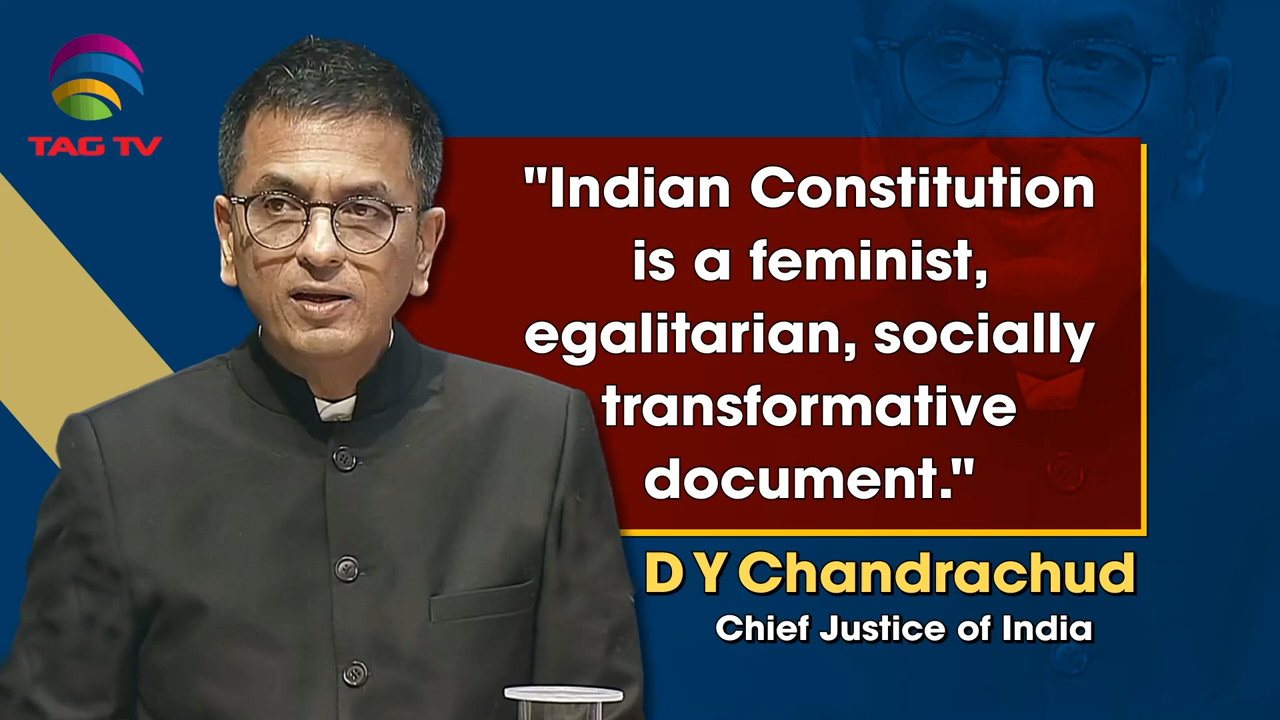 TAG TV
"Indian Constitution
is a feminist,
egalitarian, socially
transformative
document."
D Y Chandrachud
Chief Justice of India